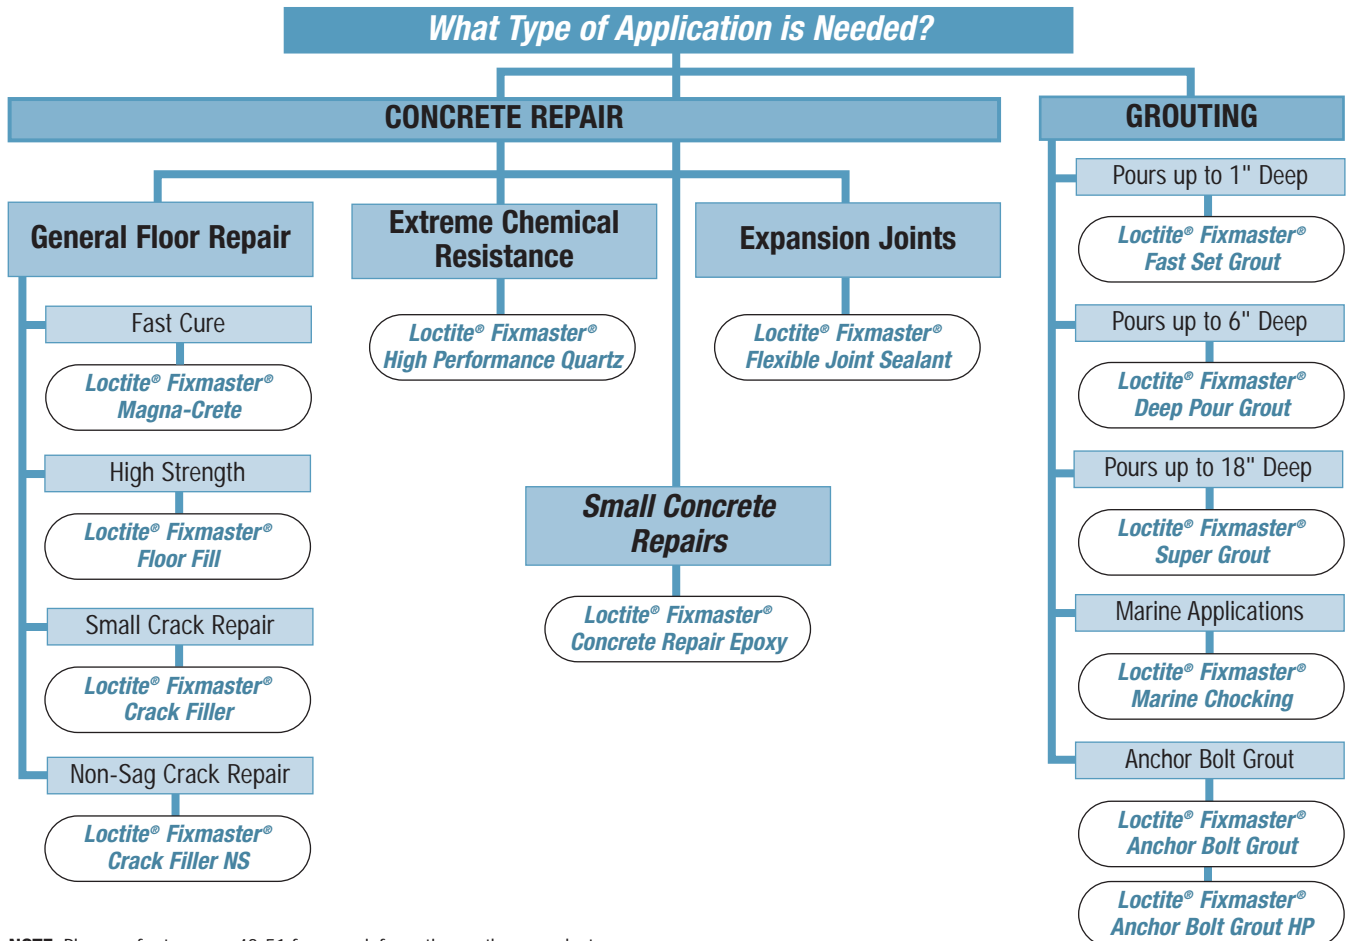 What Type of Application is Needed?
CONCRETE REPAIR
General Floor Repair
Fast Cure
Loctite® Fixmaster®
Magna-Crete
High Strength
Loctite® Fixmaster®
Floor Fill
Small Crack Repair
Loctite® Fixmaster®
Crack Filler
Non-Sag Crack Repair
Loctite® Fixmaster®
Crack Filler NS
Extreme Chemical
Resistance
Loctite® Fixmaster®
High Performance Quartz
Expansion Joints
Loctite® Fixmaster®
Flexible Joint Sealant
Small Concrete
Repairs
Loctite® Fixmaster®
Concrete Repair Epoxy
GROUTING
Pours up to 1" Deep
Loctite® Fixmaster®
Fast Set Grout
Pours up to 6" Deep
Loctite® Fixmaster®
Deep Pour Grout
Pours up to 18" Deep
Loctite® Fixmaster®
Super Grout
Marine Applications
Loctite® Fixmaster®
Marine Chocking
Anchor Bolt Grout
Loctite® Fixmaster®
Anchor Bolt Grout
Loctite® Fixmaster®
Anchor Bolt Grout HP